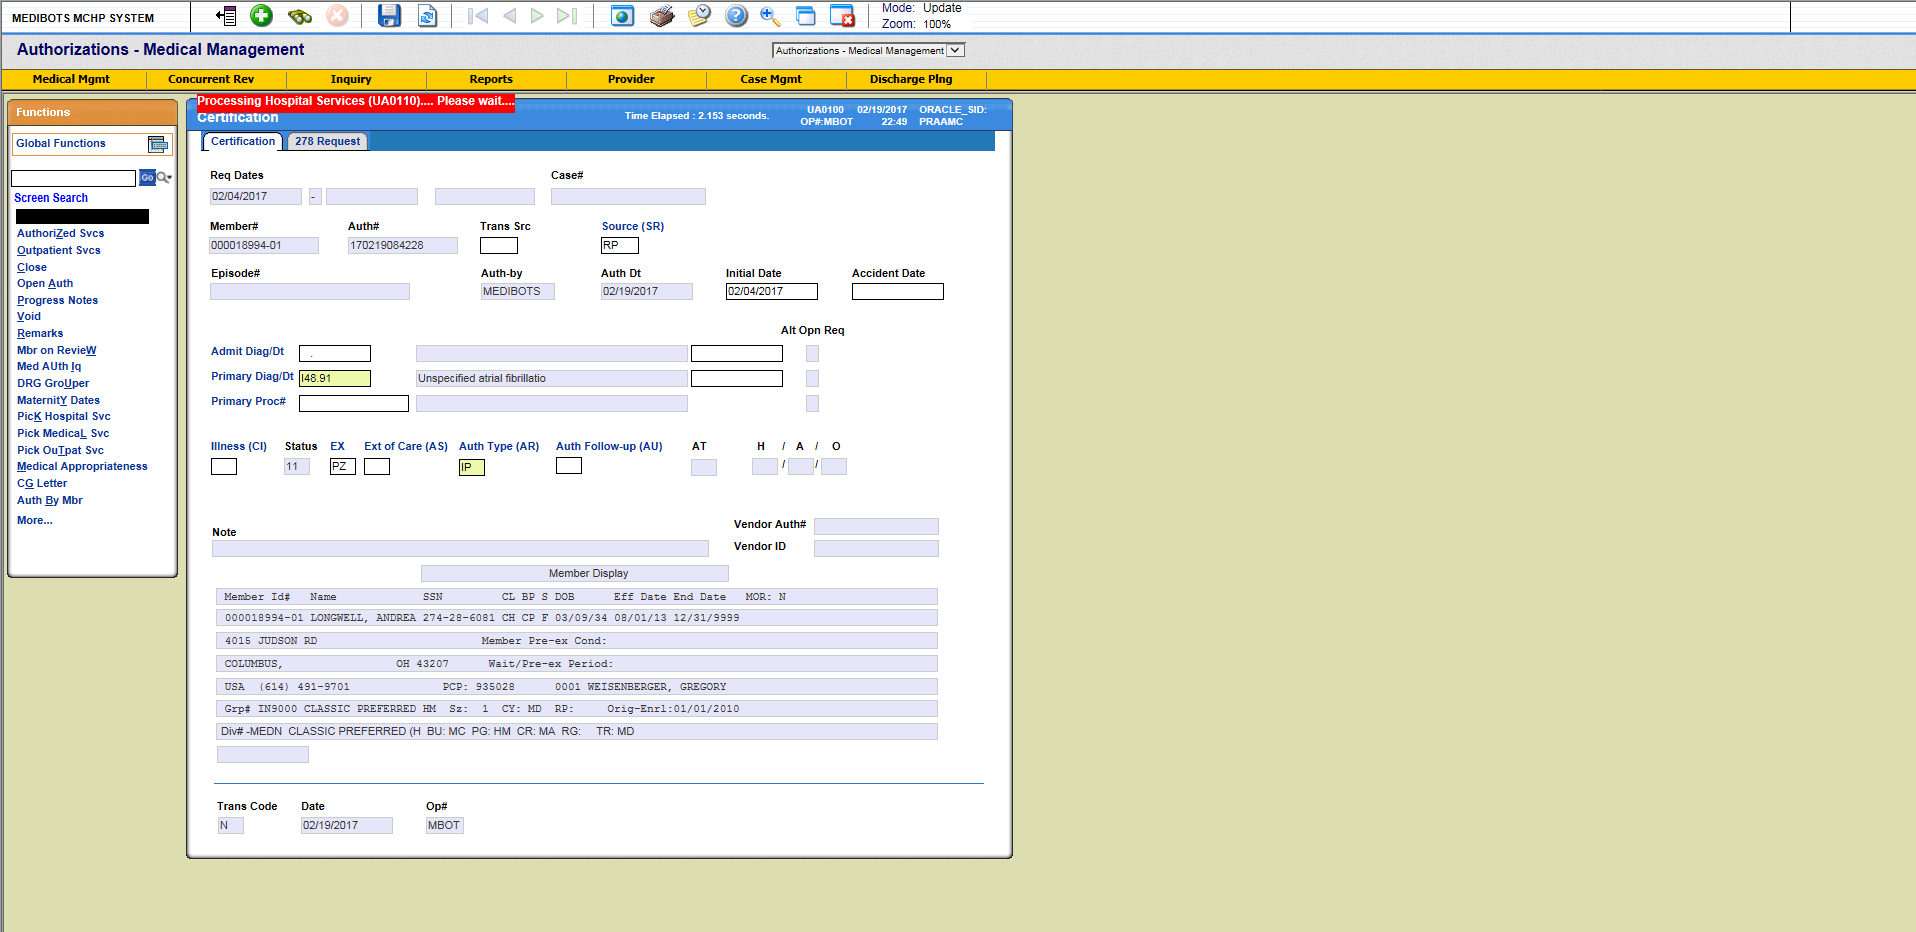 MEDIBOTS MCHP SYSTEM
Mode: Update
Zoom: 100%
Authorizations - Medical Management
Authorizations - Medical Management
Medical Mgmt Concurrent Rev Inquiry Reports Provider Case Mgmt Discharge Plng
Functions
Global Functions
Go
Screen Search
AuthoriZed Svcs
Outpatient Svcs
Close
Open Auth
Progress Notes
Void
Remarks
Mbr on RevieW
Med AUth Iq
DRG GroUper
MaternitY Dates
PicK Hospital Svc
Pick MedicaL Svc
Pick OuTpat Svc
Medical Appropriateness
CG Letter
Auth By Mbr
More...
Processing Hospital Services (UA0110).... Please wait....
Certification
Time Elapsed : 2.153 seconds.
UA0100 02/19/2017 ORACLE_SID:
OP#:MBOT 22:49 PRAAMC
Certification 278 Request
Req Dates Case#
02/04/2017 -
Member# Auth# Trans Src Source (SR)
000018994-01 170219084228 RP
Episode# Auth-by Auth Dt Initial Date Accident Date
MEDIBOTS 02/19/2017 02/04/2017
Alt Opn Req
Admit Diag/Dt .
Primary Diag/Dt I48.91 Unspecified atrial fibrillatio
Primary Proc#
Illness (CI) Status EX Ext of Care (AS) Auth Type (AR) Auth Follow-up (AU) AT H / A / O
11 PZ IP / /
Note
Vendor Auth#
Vendor ID
Member Display
Member Id# Name SSN CL BP S DOB Eff Date End Date MOR: N
000018994-01 LONGWELL, ANDREA 274-28-6081 CH CP F 03/09/34 08/01/13 12/31/9999
4015 JUDSON RD Member Pre-ex Cond:
COLUMBUS, OH 43207 Wait/Pre-ex Period:
USA (614) 491-9701 PCP: 935028 0001 WEISENBERGER, GREGORY
Grp# IN9000 CLASSIC PREFERRED HM Sz: 1 CY: MD RP: Orig-Enrl:01/01/2010
Div# -MEDN CLASSIC PREFERRED (H BU: MC PG: HM CR: MA RG: TR: MD
Trans Code Date Op#
N 02/19/2017 MBOT